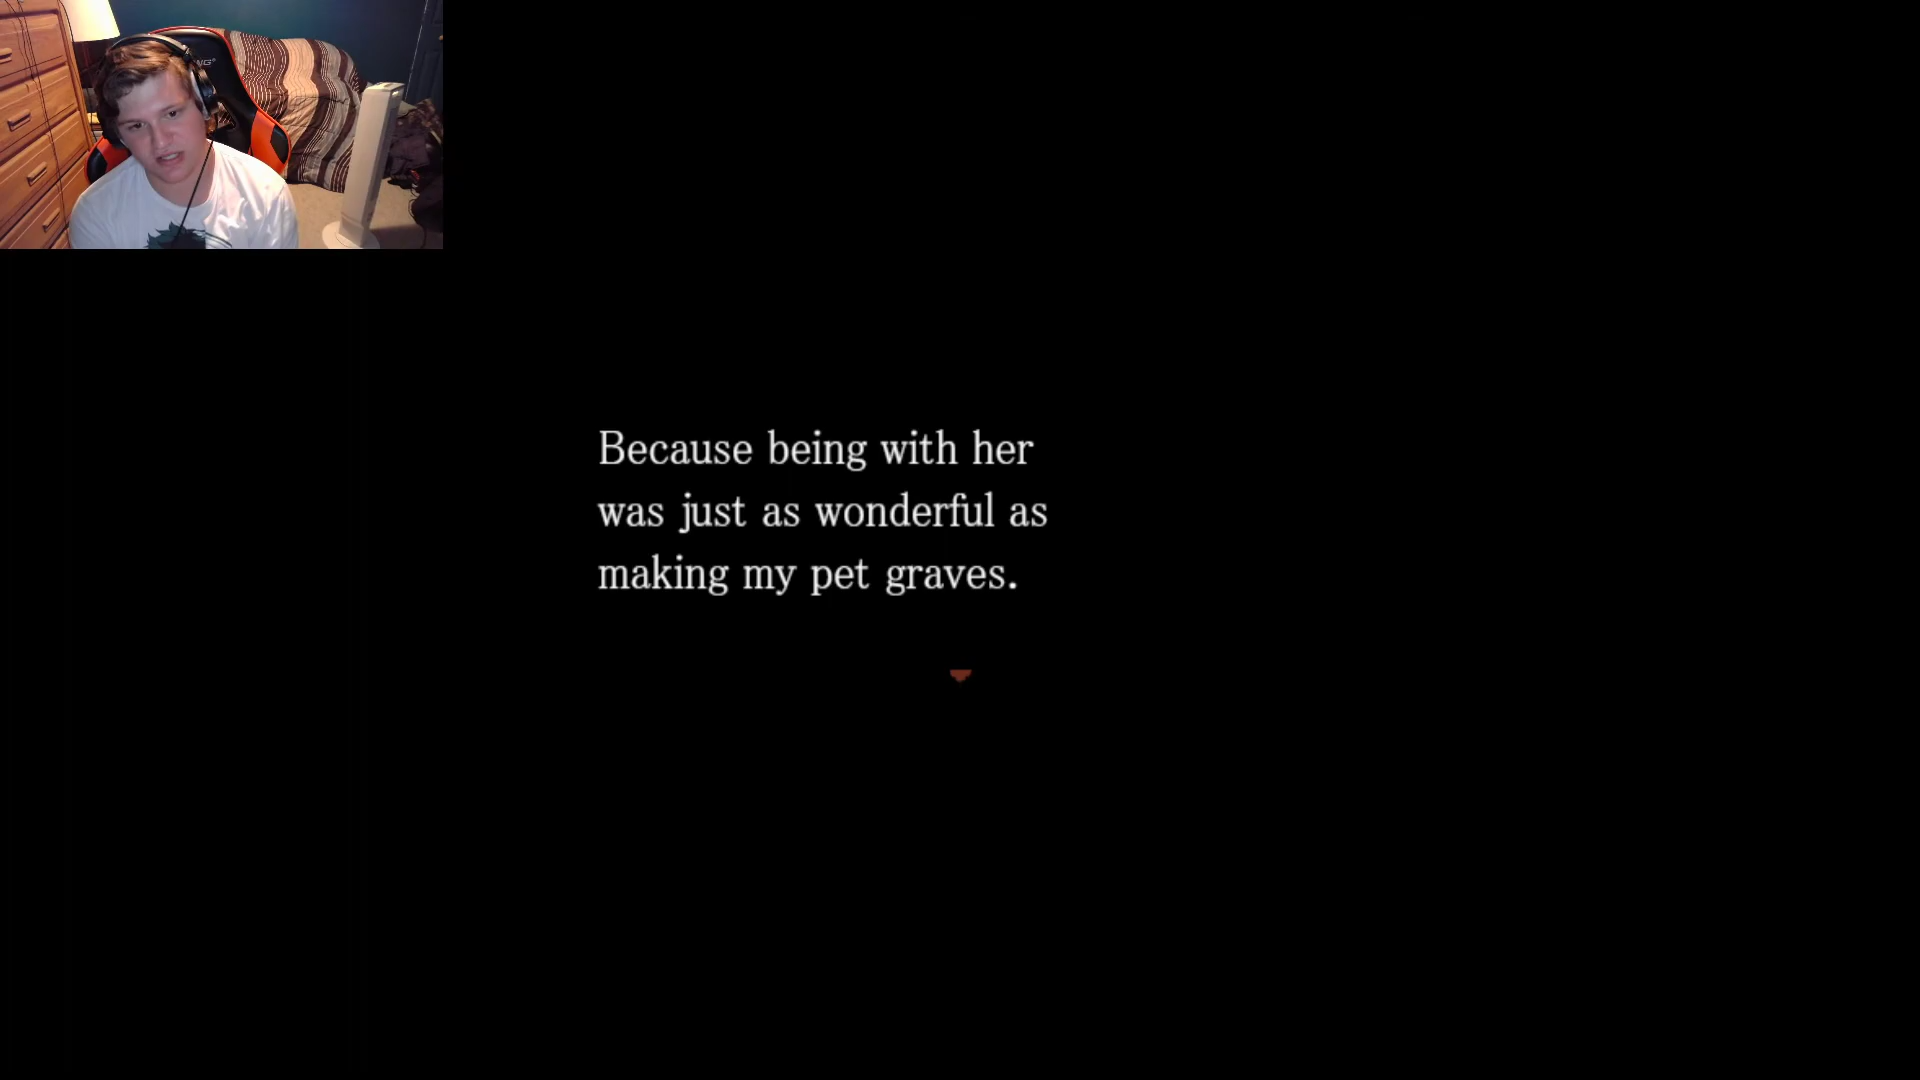 Because being with her
was just as wonderful as
making my pet graves.